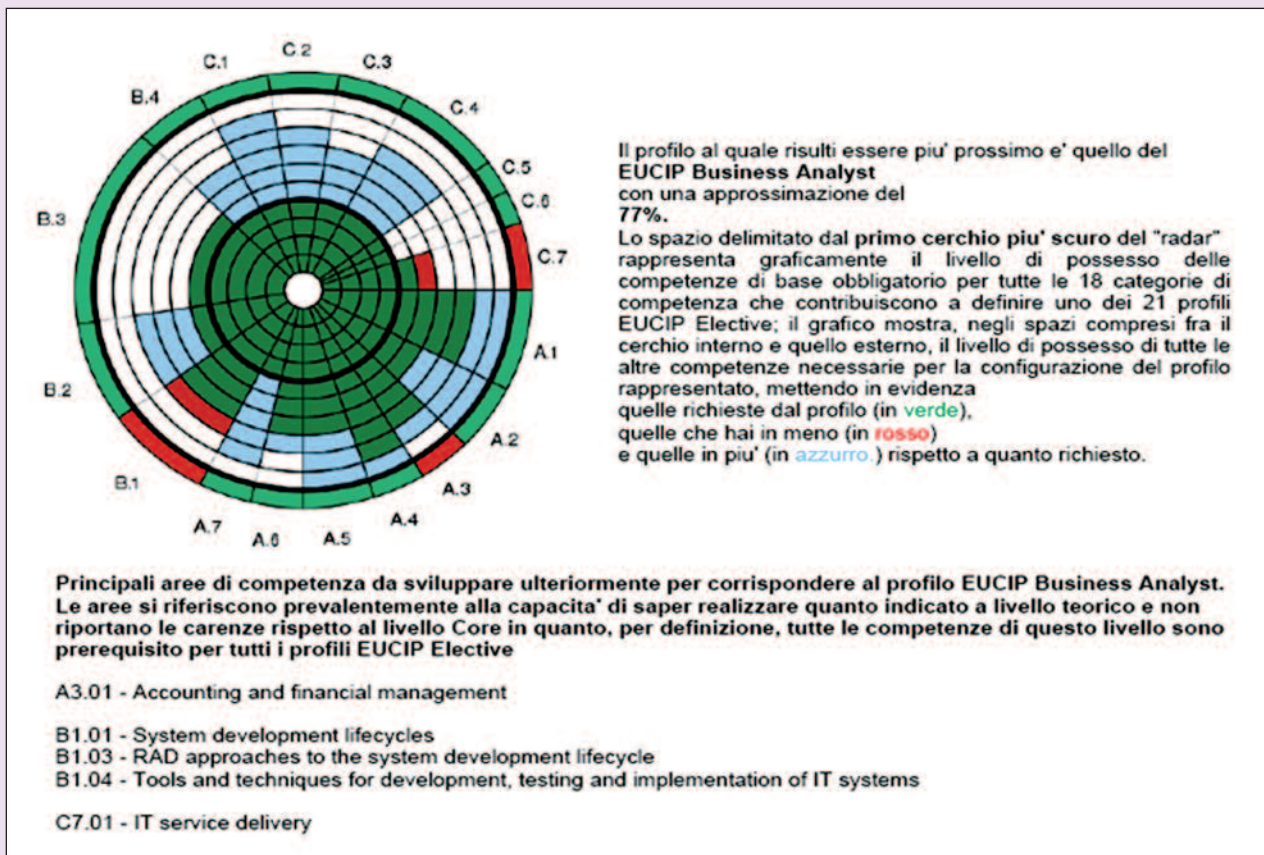 C.2
C.1
C.3
B.4
C.4
C.5
C.6
B.3
C.7
A.1
B.2
A.2
B.1
A.3
A.7
A.4
A.6
A.5
Il profilo al quale risulti essere piu' prossimo e' quello del
EUCIP Business Analyst
con una approssimazione del
77%.
Lo spazio delimitato dal primo cerchio piu' scuro del "radar"
rappresenta graficamente il livello di possesso delle
competenze di base obbligatorio per tutte le 18 categorie di
competenza che contribuiscono a definire uno dei 21 profili
EUCIP Elective; il grafico mostra, negli spazi compresi fra il
cerchio interno e quello esterno, il livello di possesso di tutte le
altre competenze necessarie per la configurazione del profilo
rappresentato, mettendo in evidenza
quelle richieste dal profilo (in verde),
quelle che hai in meno (in rosso)
e quelle in piu' (in azzurro.) rispetto a quanto richiesto.
Principali aree di competenza da sviluppare ulteriormente per corrispondere al profilo EUCIP Business Analyst.
Le aree si riferiscono prevalentemente alla capacita' di saper realizzare quanto indicato a livello teorico e non
riportano le carenze rispetto al livello Core in quanto, per definizione, tutte le competenze di questo livello sono
prerequisito per tutti i profili EUCIP Elective
A3.01 - Accounting and financial management
B1.01 - System development lifecycles
B1.03 - RAD approaches to the system development lifecycle
B1.04 - Tools and techniques for development, testing and implementation of IT systems
C7.01 - IT service delivery